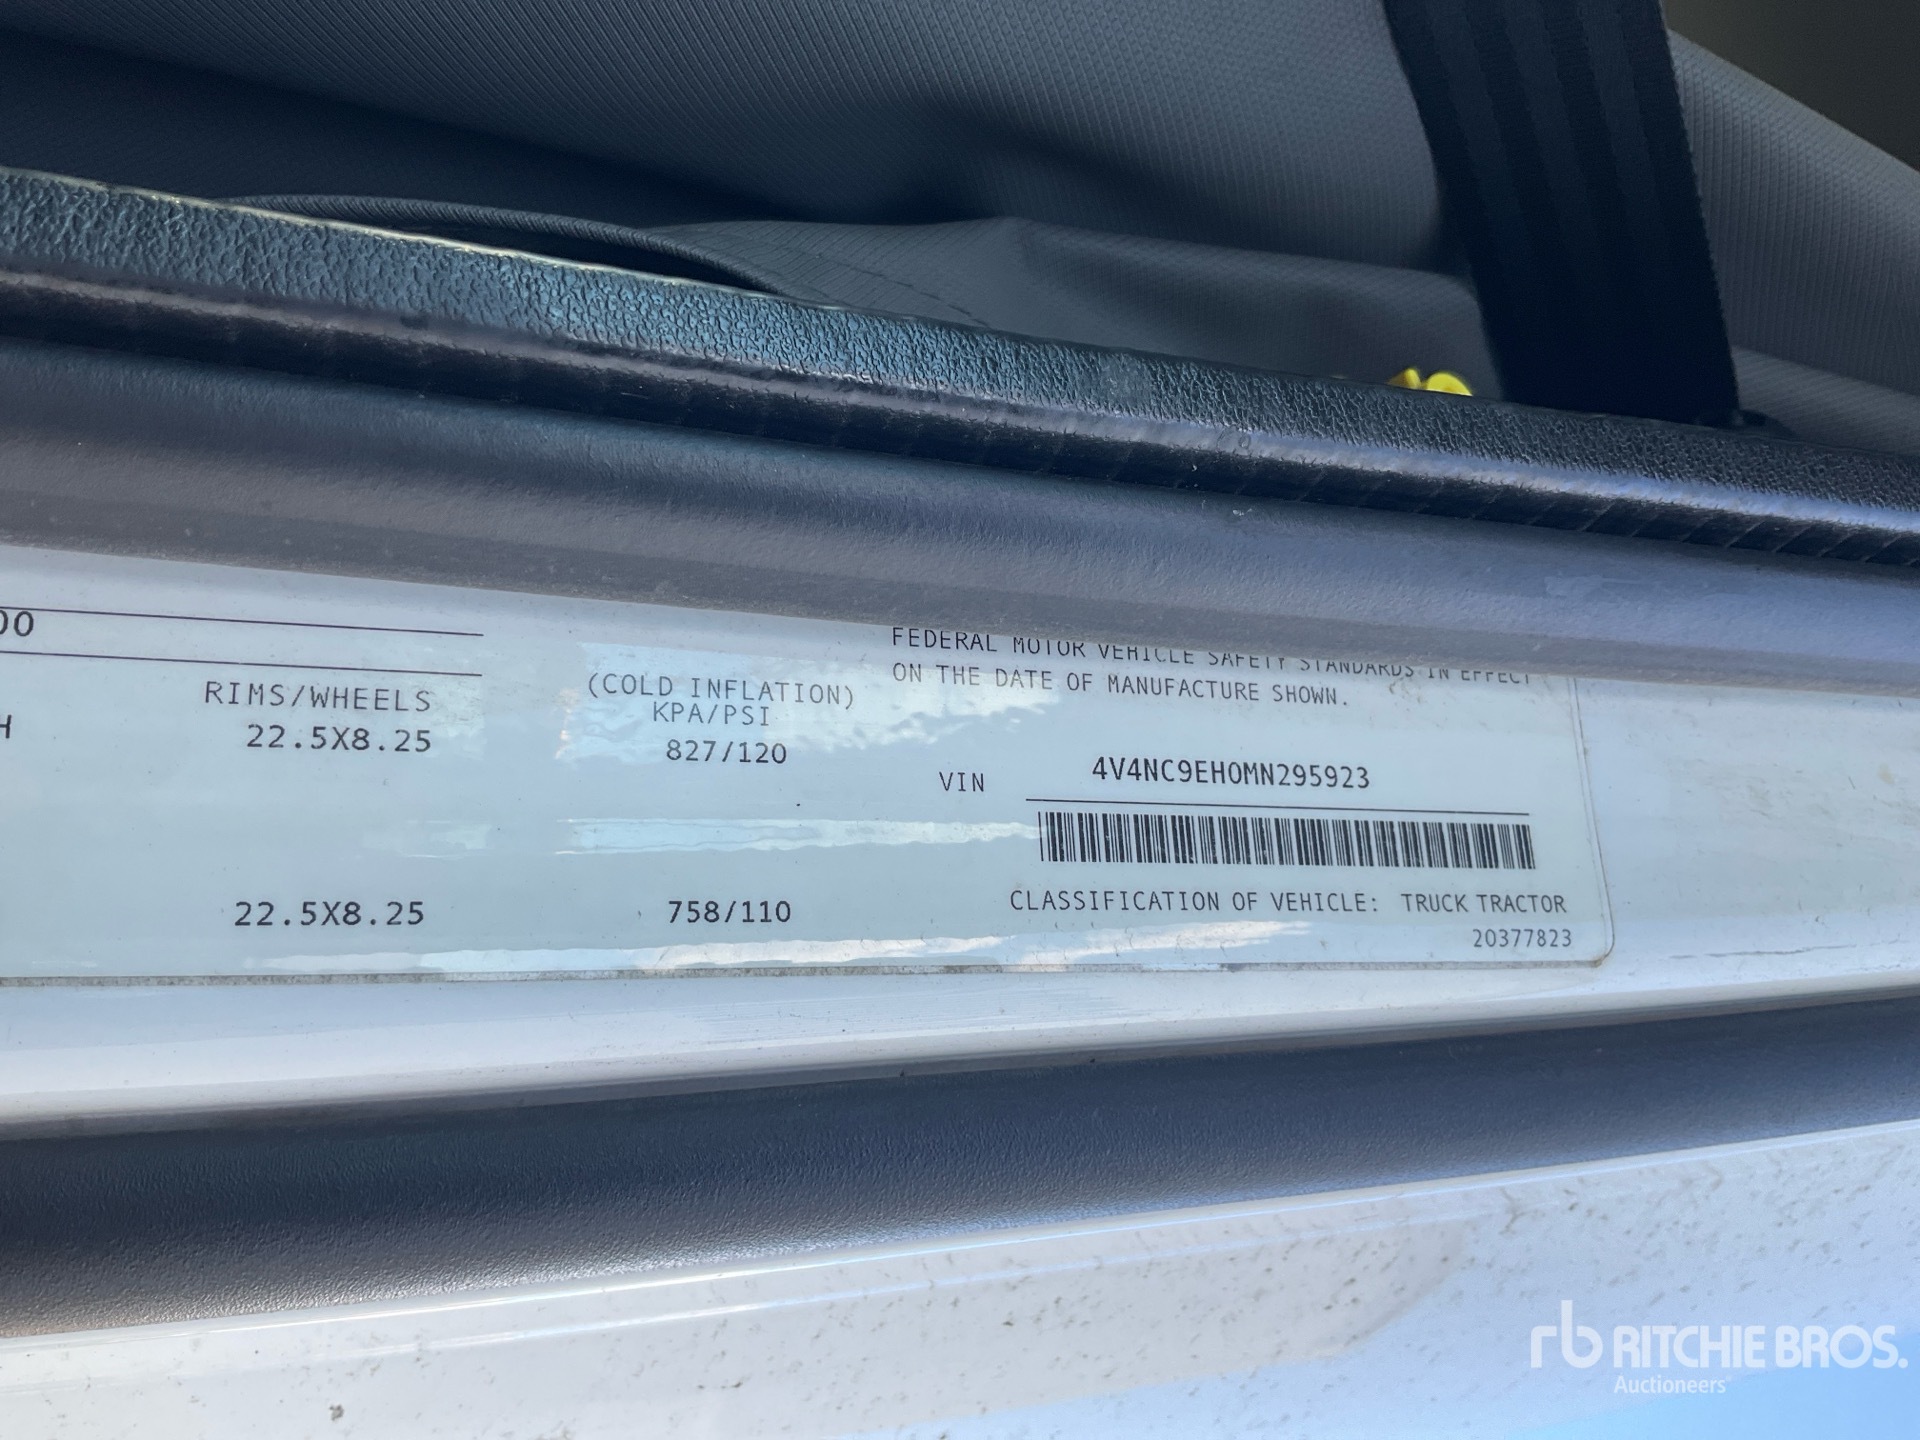 00
RIMS/WHEELS
H 22.5X8.25
22.5X8.25
(COLD INFLATION)
KPA/PSI
827/120
758/110
FEDERAL MOTOR VEHICLE SAFETY STANDARDS IN EFFECT
ON THE DATE OF MANUFACTURE SHOWN.
VIN 4V4NC9EH0MN295923
CLASSIFICATION OF VEHICLE: TRUCK TRACTOR
20377823
rb RITCHIE BROS.
Auctioneers